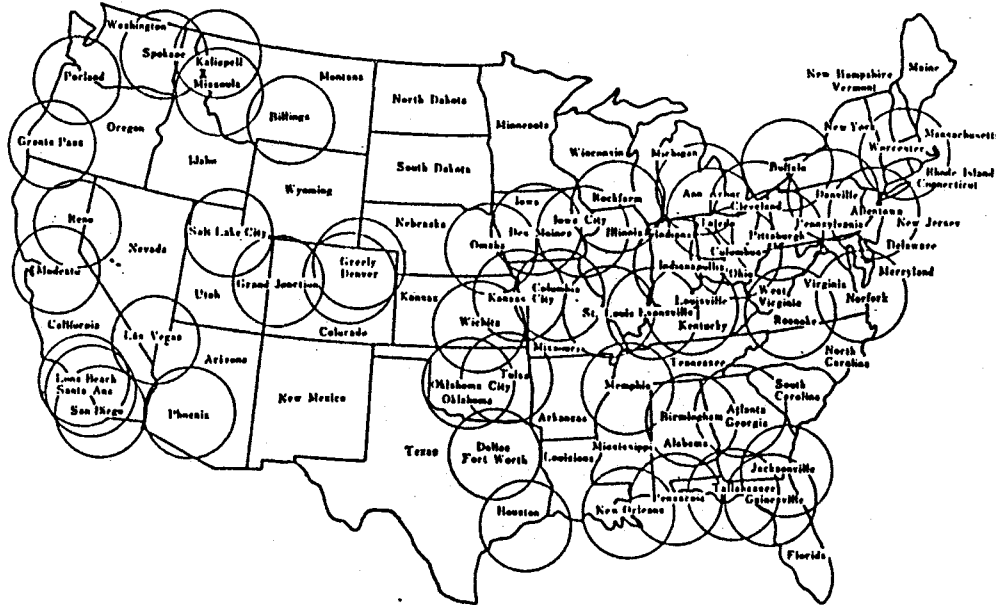 Washington
Spokane
Kalispell
&
Missoula
Montana
Portland
Billings
North Dakota
Minnesota
New Hampshire
Vermont
Maine
Oregon
Grants Pass
Idaho
South Dakota
Wisconsin
Michigan
New York
Massachusetts
Worcester
Buffalo
Rhode Island
Connecticut
Wyoming
Reno
Nevada
Salt Lake City
Nebraska
Iowa
Iowa City
Des Moines
Omaha
Rockford
Illinois
Indiana
Ann Arbor
Toledo
Cleveland
Danville
Pennsylvania
Pittsburgh
Allentown
New Jersey
Delaware
Merryland
Columbus
Ohio
Indianapolis
Modesto
Utah
Grand Junction
Greely
Denver
Colorado
Kansas
Kansas
City
Columbia
St. Louis
Louisville
Kentucky
West
Virginia
Virginia
Norfork
Roanoke
California
Las Vegas
Arizona
Wichita
Missouri
Tennessee
North
Carolina
Long Beach
Santa Ana
San Diego
Phoenix
New Mexico
Oklahoma City
Oklahoma
Tulsa
Arkansas
Memphis
South
Carolina
Birmingham
Alabama
Atlanta
Georgia
Texas
Fort Worth
Louisiana
Mississippi
Jacksonville
Tallahassee
Gainesville
Houston
New Orleans
Florida